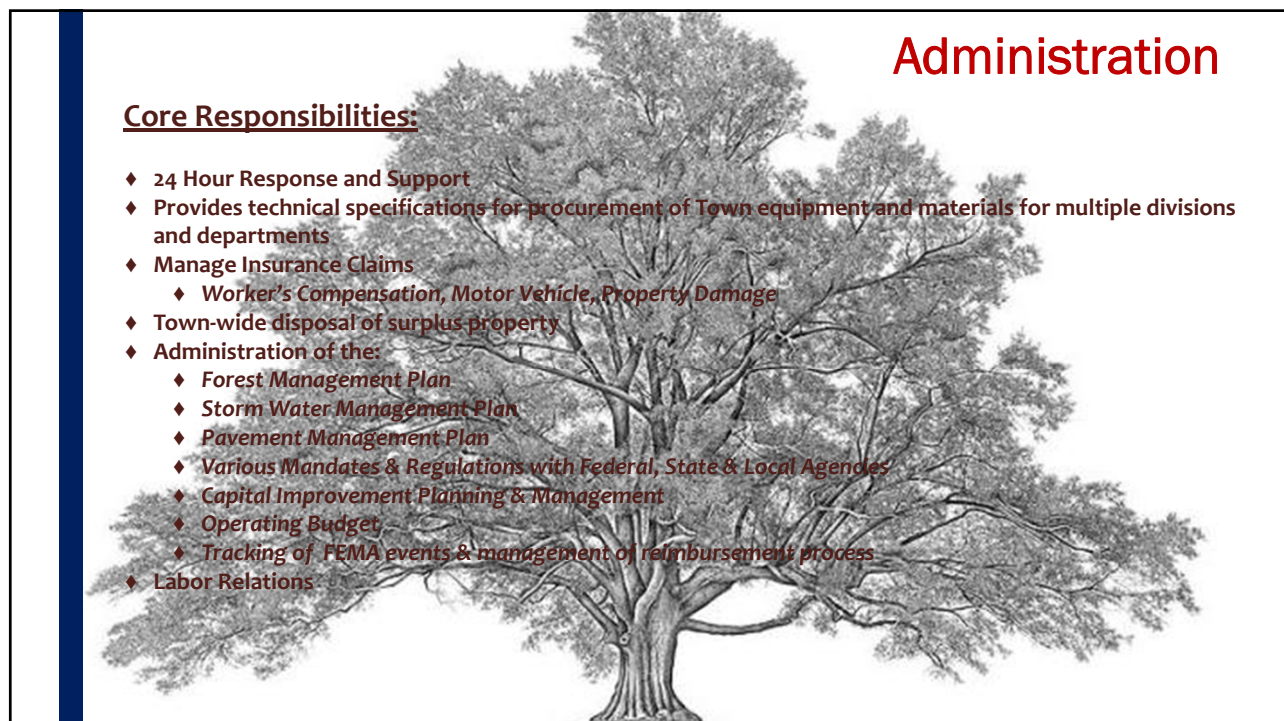 Administration
Core Responsibilities:
♦ 24 Hour Response and Support
♦ Provides technical specifications for procurement of Town equipment and materials for multiple divisions
and departments
♦ Manage Insurance Claims
♦ Worker's Compensation, Motor Vehicle, Property Damage
♦ Town-wide disposal of surplus property
♦ Administration of the:
♦ Forest Management Plan
♦ Storm Water Management Plan
♦ Pavement Management Plan
♦ Various Mandates & Regulations with Federal, State & Local Agencies
♦ Capital Improvement Planning & Management
♦ Operating Budget
♦ Tracking of FEMA events & management of reimbursement process
♦ Labor Relations